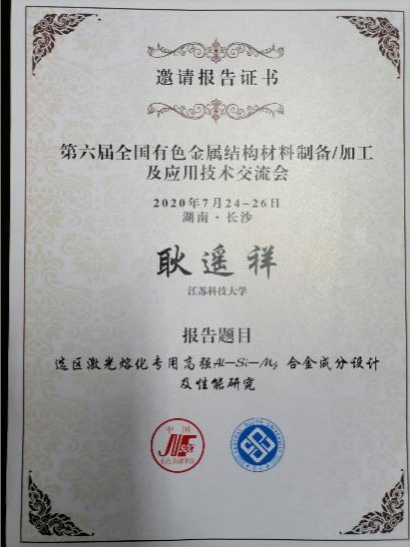 邀请报告证书
第六届全国有色金属结构材料制备/加工
及应用技术交流会
2020年7月24-26日
湖南·长沙
耿遥祥
江苏科技大学
报告题目
选区激光熔化专用高强Al—Si—Mg 合金成分设计
及性能研究
中国